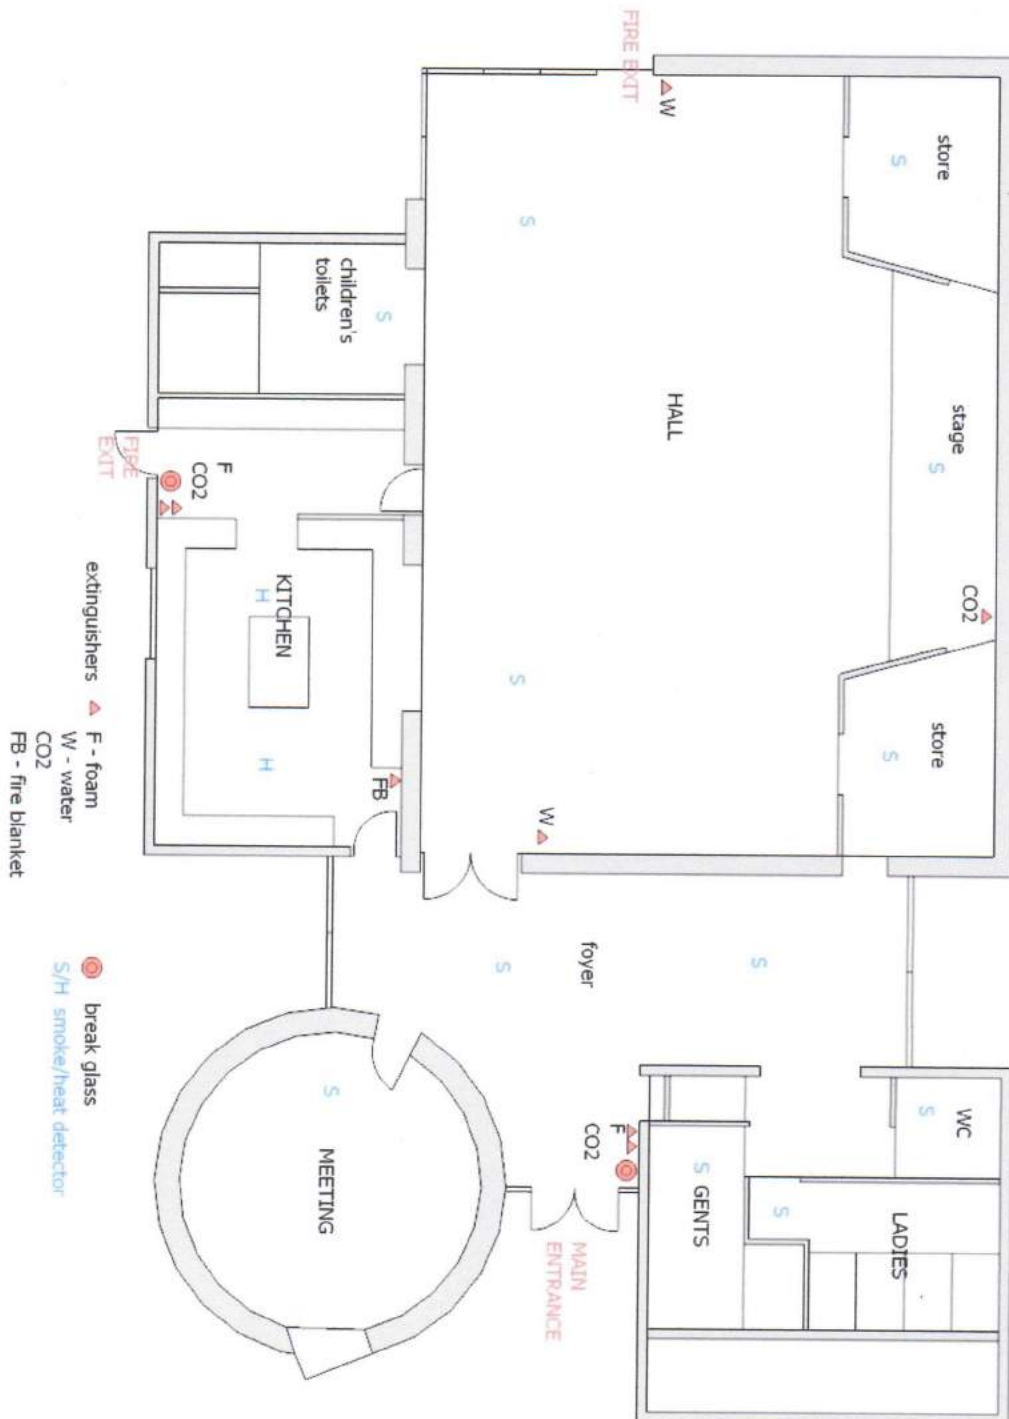 FIRE EXIT
W
store
S
S
children's
toilets
S
HALL
stage
S
FIRE
EXIT
F
CO2
KITCHEN
H
H
FB
CO2
S
store
S
W
foyer
S
S
S
MEETING
F
CO2
MAIN
ENTRANCE
WC
S
S
GENTS
S
LADIES
extinguishers F - foam
W - water
CO2
FB - fire blanket
break glass
S/H smoke/heat detector